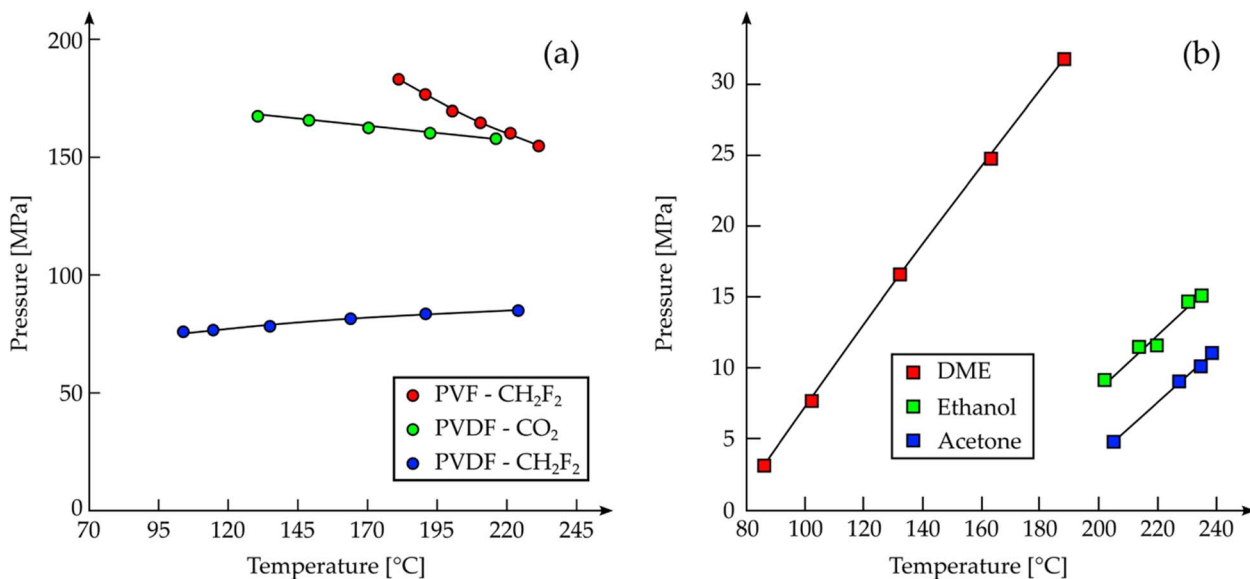 (a)
200
150
100
50
0
Pressure [MPa]
70 95 120 145 170 195 220 245
Temperature [°C]
PVF - CH₂F₂
PVDF - CO₂
PVDF - CH₂F₂
(b)
30
25
20
15
10
5
0
Pressure [MPa]
80 100 120 140 160 180 200 220 240
Temperature [°C]
DME
Ethanol
Acetone